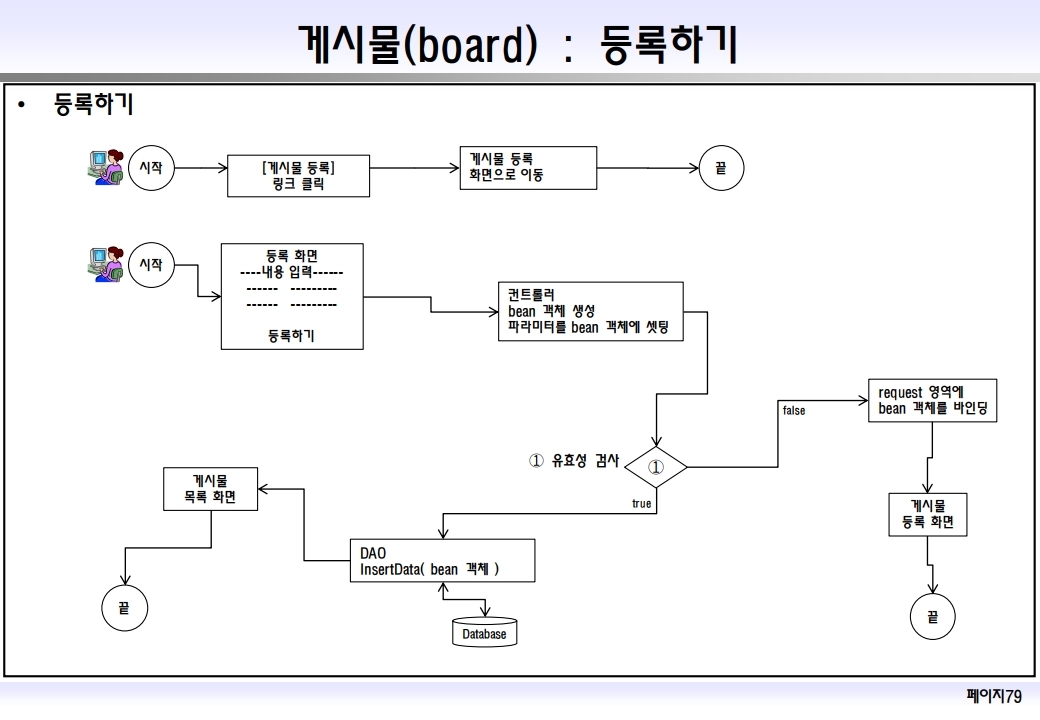 게시물(board) : 등록하기
• 등록하기
시작
[게시물 등록]
링크 클릭
게시물 등록
화면으로 이동
끝
시작
등록 화면
----내용 입력------
------ ---------
------ ---------
등록하기
컨트롤러
bean 객체 생성
파라미터를 bean 객체에 셋팅
false
request 영역에
bean 객체를 바인딩
① 유효성 검사
①
true
게시물
목록 화면
게시물
등록 화면
DAO
InsertData( bean 객체 )
끝
끝
Database
페이지79